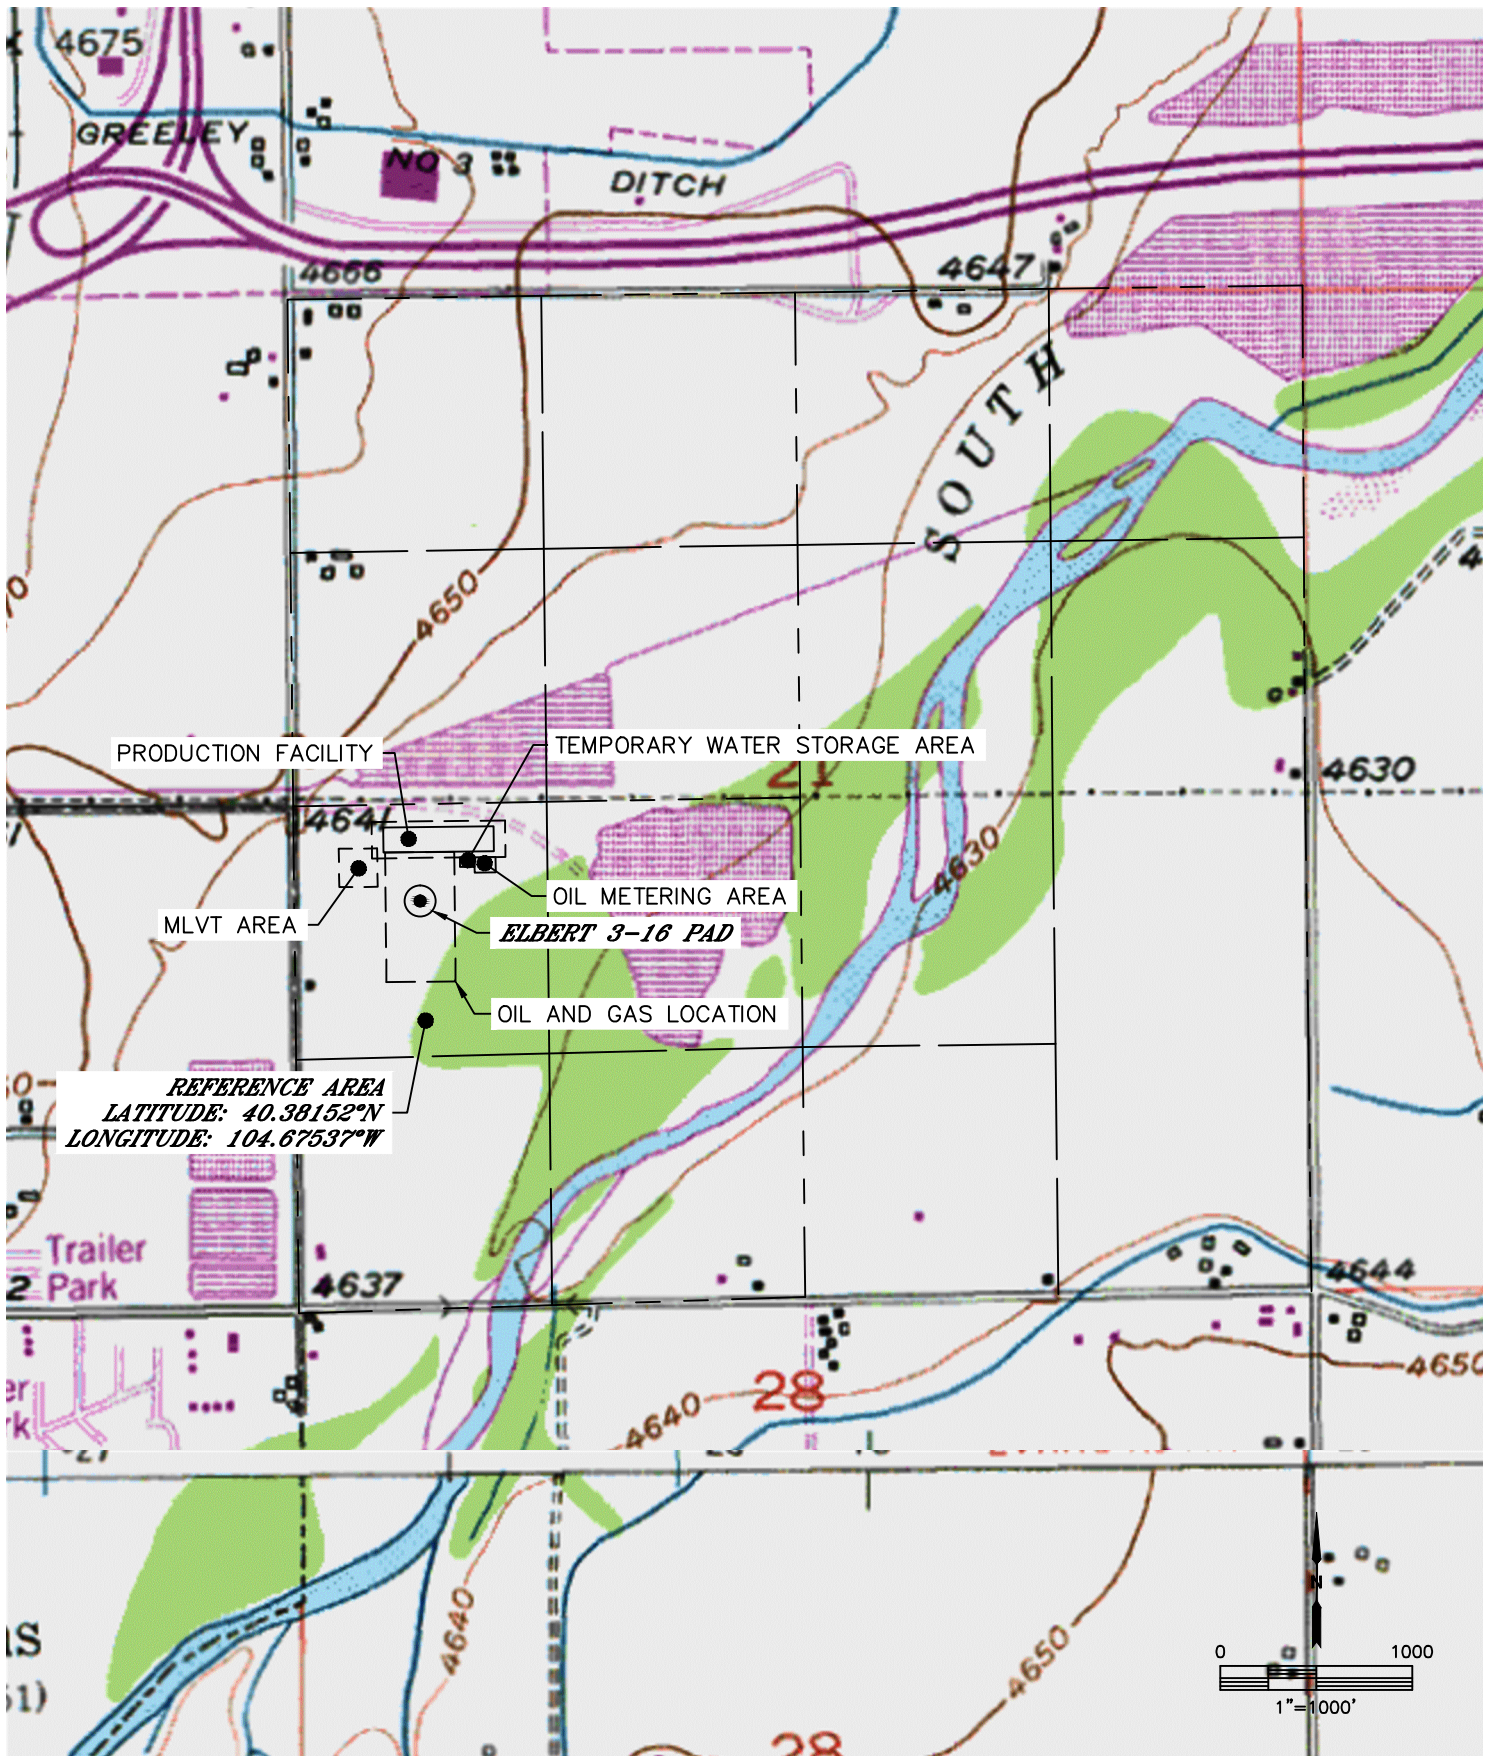 4675
GREELEY
NO 3
DITCH
4666
4647
SOUTH
4650
PRODUCTION FACILITY
TEMPORARY WATER STORAGE AREA
21
4630
4641
OIL METERING AREA
4630
MLVT AREA
ELBERT 3-16 PAD
OIL AND GAS LOCATION
REFERENCE AREA
LATITUDE: 40.38152°N
LONGITUDE: 104.67537°W
Trailer
Park
4637
4644
4650
28
4640
4640
4650
N
0 1000
1"=1000'
28